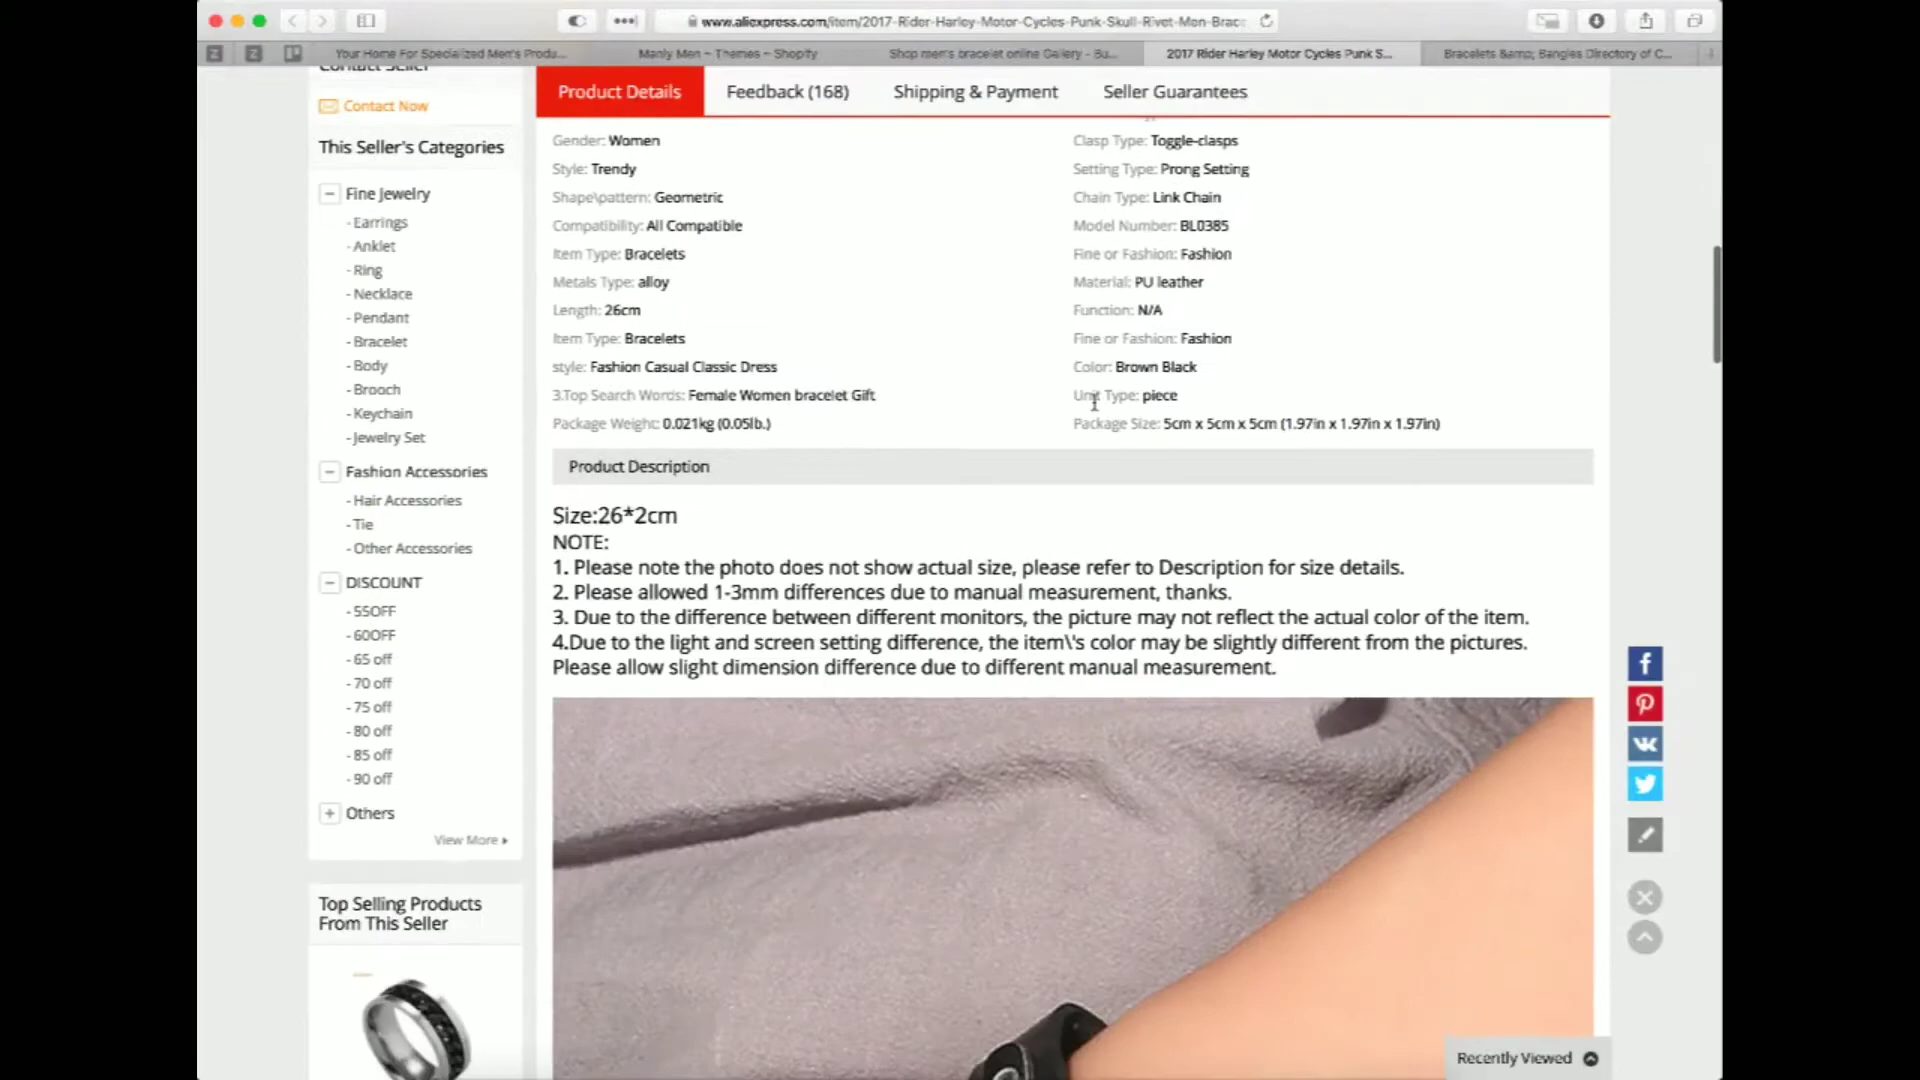 www.aliexpress.com/item/2017-Rider-Harley-Motor-Cycles-Punk-Skull-Rivet-Men-Brac
Your Home For Specialized Men's Produ...
Manly Men ~ Themes ~ Shopify
Shop men's bracelet online Gallery - Bu...
2017 Rider Harley Motor Cycles Punk S...
Bracelets &amp; Bangles Directory of C...
Contact Seller
Contact Now
This Seller's Categories
Fine Jewelry
- Earrings
- Anklet
- Ring
- Necklace
- Pendant
- Bracelet
- Body
- Brooch
- Keychain
- Jewelry Set
Fashion Accessories
- Hair Accessories
- Tie
- Other Accessories
DISCOUNT
- 55OFF
- 60OFF
- 65 off
- 70 off
- 75 off
- 80 off
- 85 off
- 90 off
Others
View More
Top Selling Products
From This Seller
Product Details
Feedback (168)
Shipping & Payment
Seller Guarantees
Gender: Women
Clasp Type: Toggle-clasps
Style: Trendy
Setting Type: Prong Setting
Shape\pattern: Geometric
Chain Type: Link Chain
Compatibility: All Compatible
Model Number: BL0385
Item Type: Bracelets
Fine or Fashion: Fashion
Metals Type: alloy
Material: PU leather
Length: 26cm
Function: N/A
Item Type: Bracelets
Fine or Fashion: Fashion
style: Fashion Casual Classic Dress
Color: Brown Black
3.Top Search Words: Female Women bracelet Gift
Unit Type: piece
Package Weight: 0.021kg (0.05lb.)
Package Size: 5cm x 5cm x 5cm (1.97in x 1.97in x 1.97in)
Product Description
Size:26*2cm
NOTE:
1. Please note the photo does not show actual size, please refer to Description for size details.
2. Please allowed 1-3mm differences due to manual measurement, thanks.
3. Due to the difference between different monitors, the picture may not reflect the actual color of the item.
4.Due to the light and screen setting difference, the item\'s color may be slightly different from the pictures.
Please allow slight dimension difference due to different manual measurement.
Recently Viewed